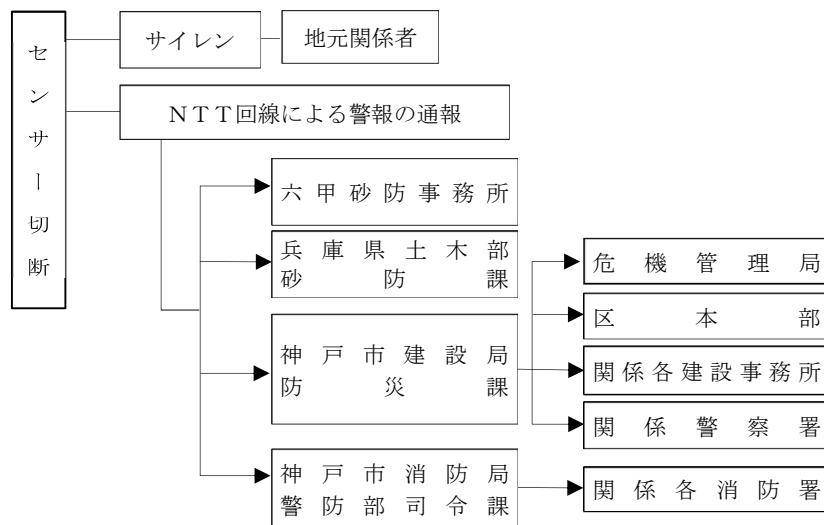 センサー切断
サイレン
地元関係者
NTT回線による警報の通報
六甲砂防事務所
兵庫県土木部
砂防課
神戸市建設局
防災課
神戸市消防局
警防部司令課
危機管理局
区本部
関係各建設事務所
関係警察署
関係各消防署